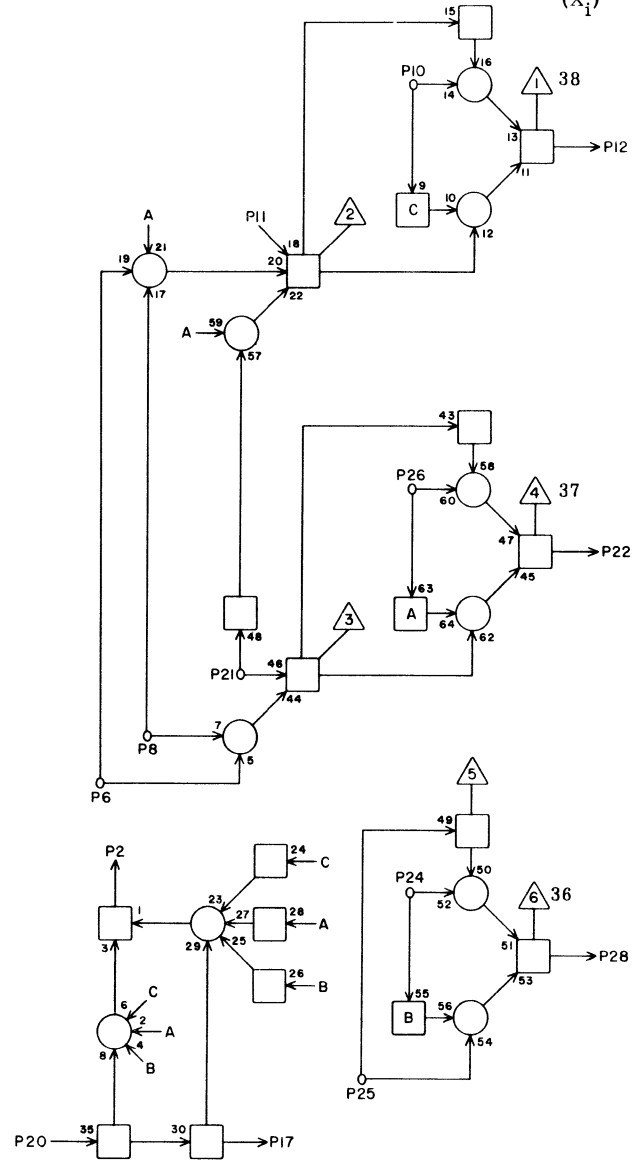 (x_i)
15
16
P10
14
1 38
13
P12
11
9
C
10
12
A
P11
2
18
19
21
20
17
22
A
59
57
43
58
P26
60
4 37
47
P22
45
63
A
64
62
48
3
P21
46
44
7
P8
5
P6
5
49
P2
24
C
50
P24
52
23
6 36
1
27
28
A
51
P28
3
29
25
53
26
B
55
B
56
54
6
C
2
A
4
B
8
P25
P20
35
30
P17